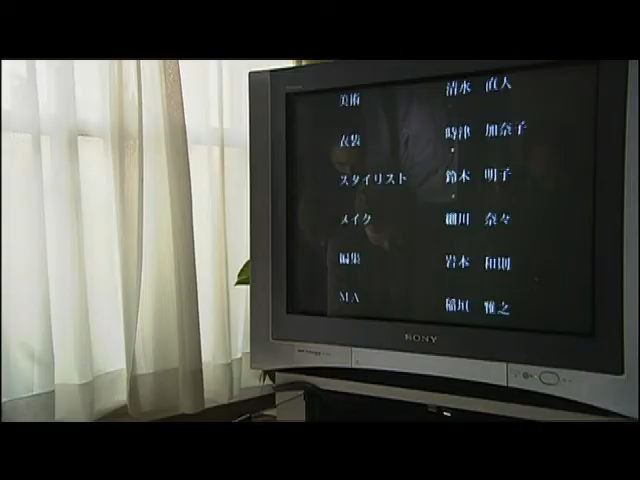 美術 清水 直人
衣装 時津 加奈子
スタイリスト 鈴木 明子
メイク 細川 奈々
編集 岩本 和則
MA 稲垣 雅之
SONY